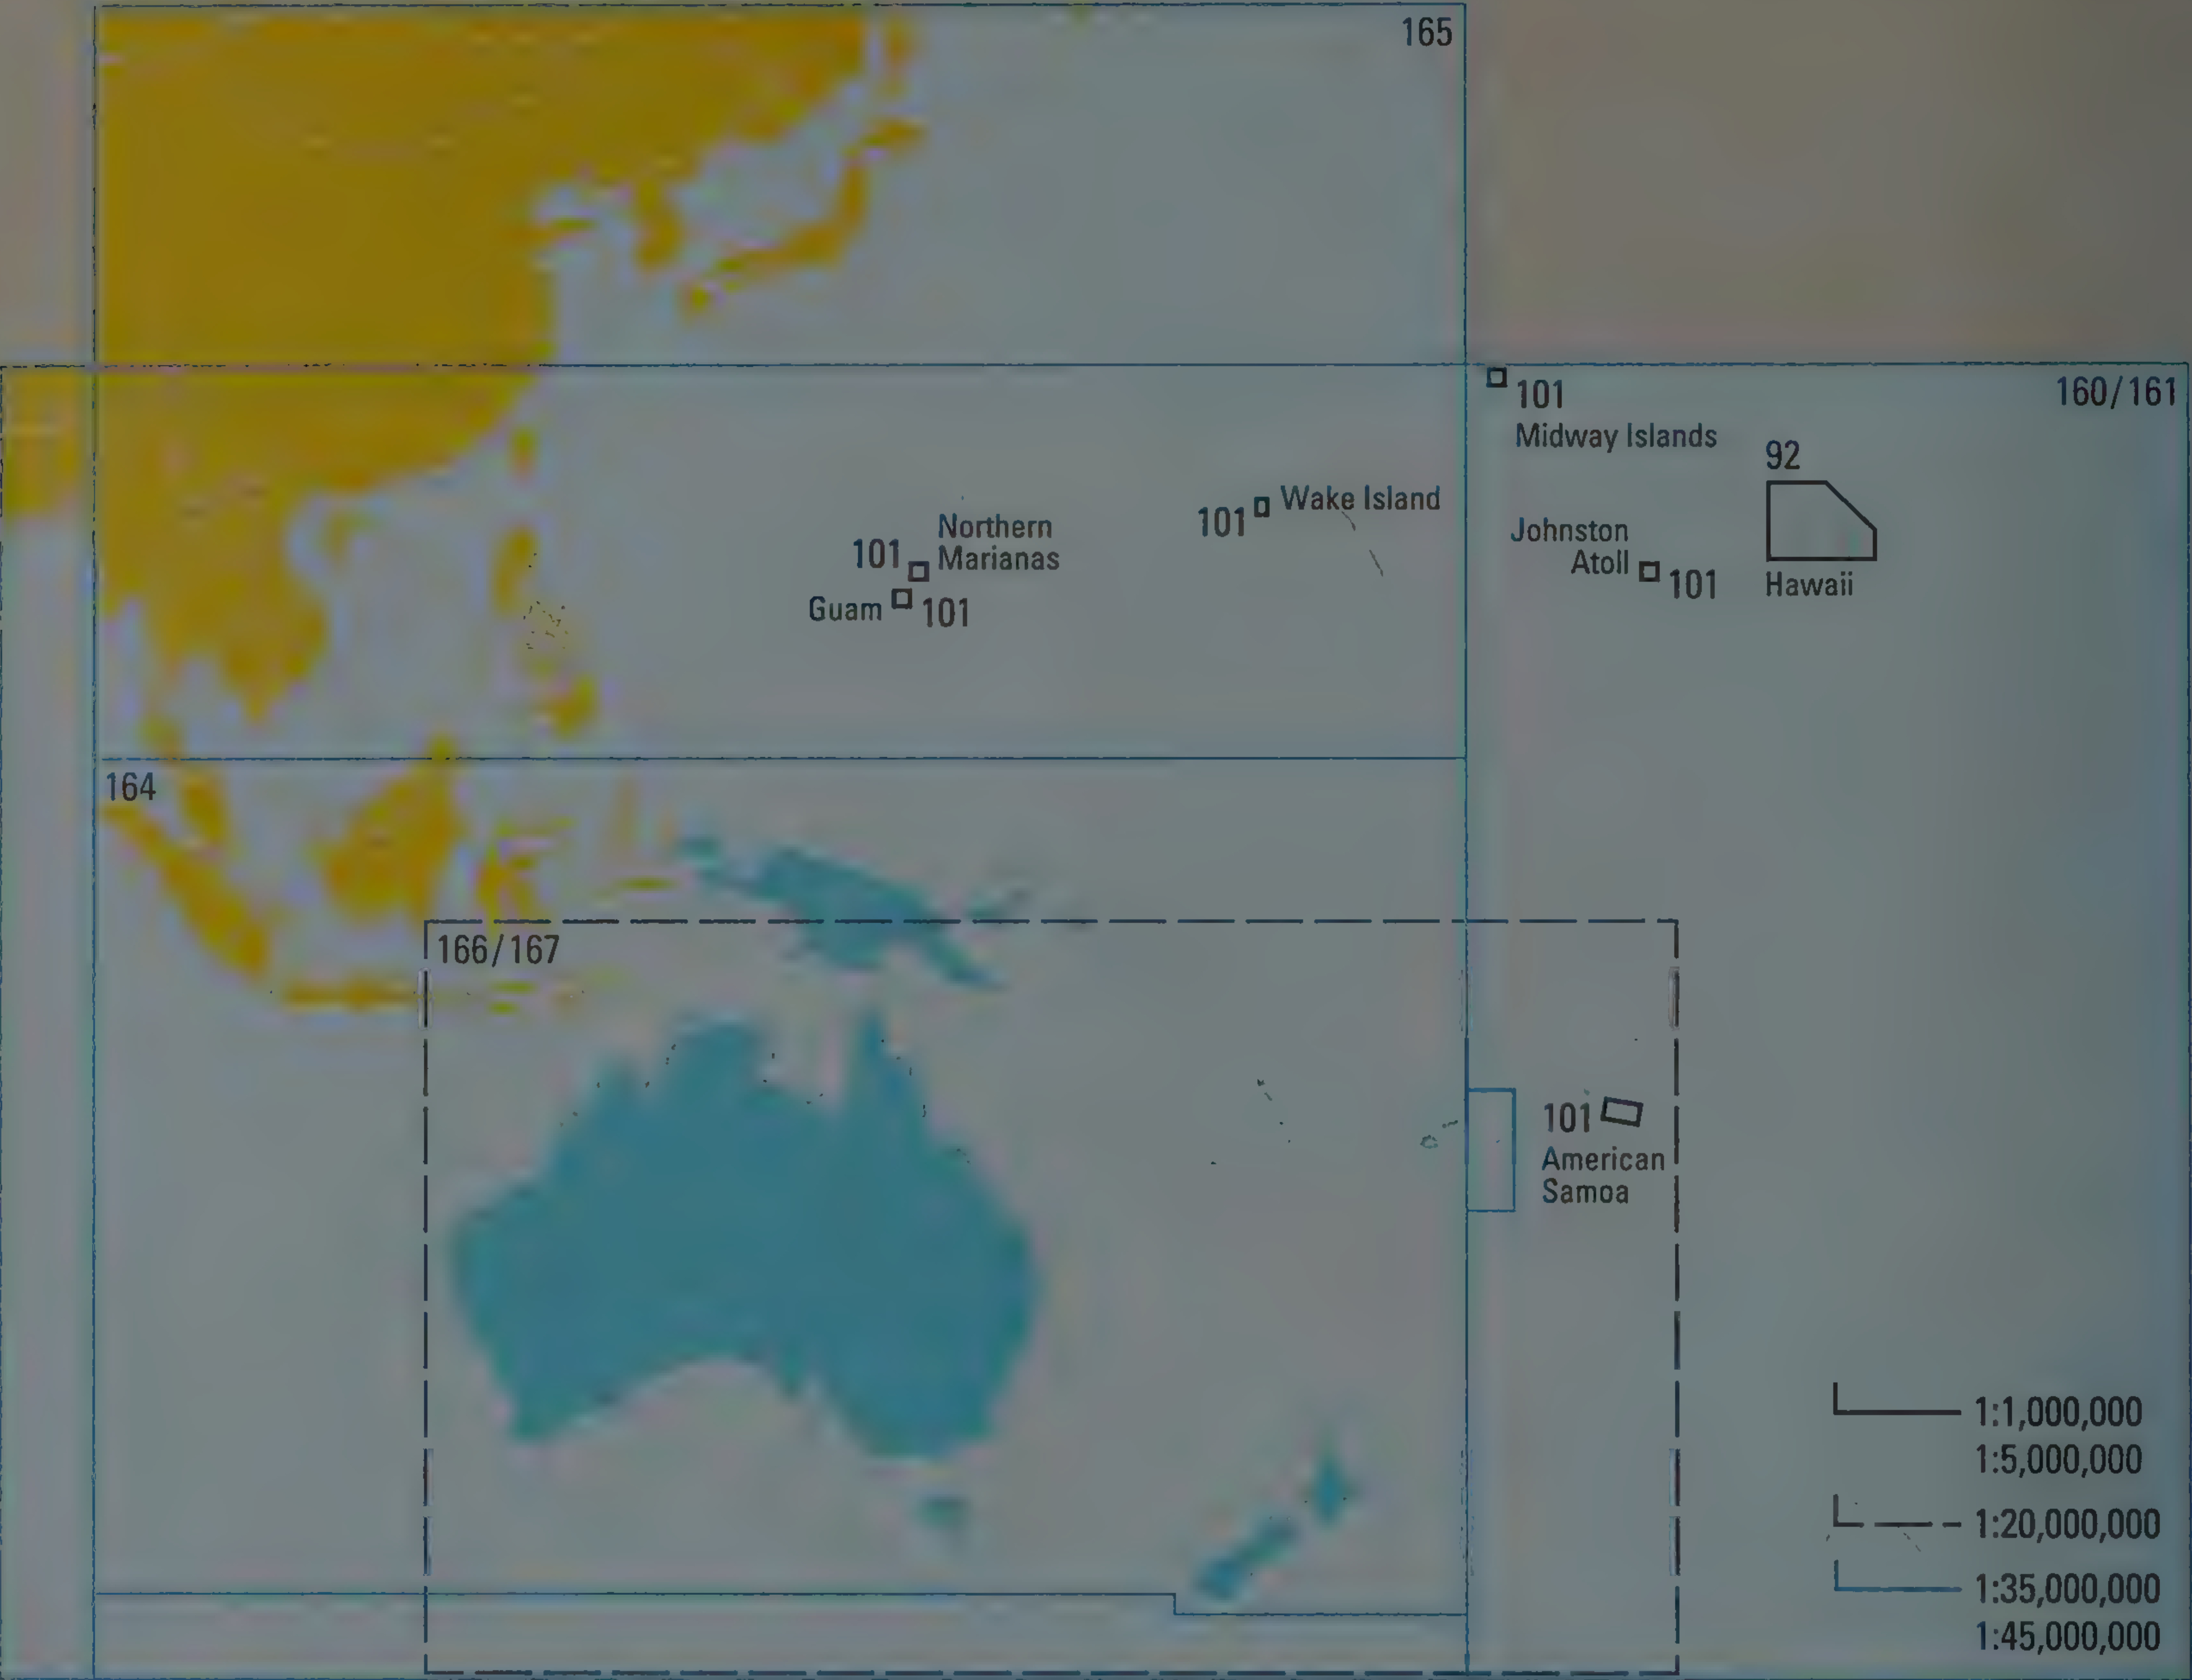 165
160/161
101
Midway Islands
92
Hawaii
Johnston
Atoll
101
101
Wake Island
Northern
Marianas
101
Guam
101
164
166/167
101
American
Samoa
1:1,000,000
1:5,000,000
1:20,000,000
1:35,000,000
1:45,000,000